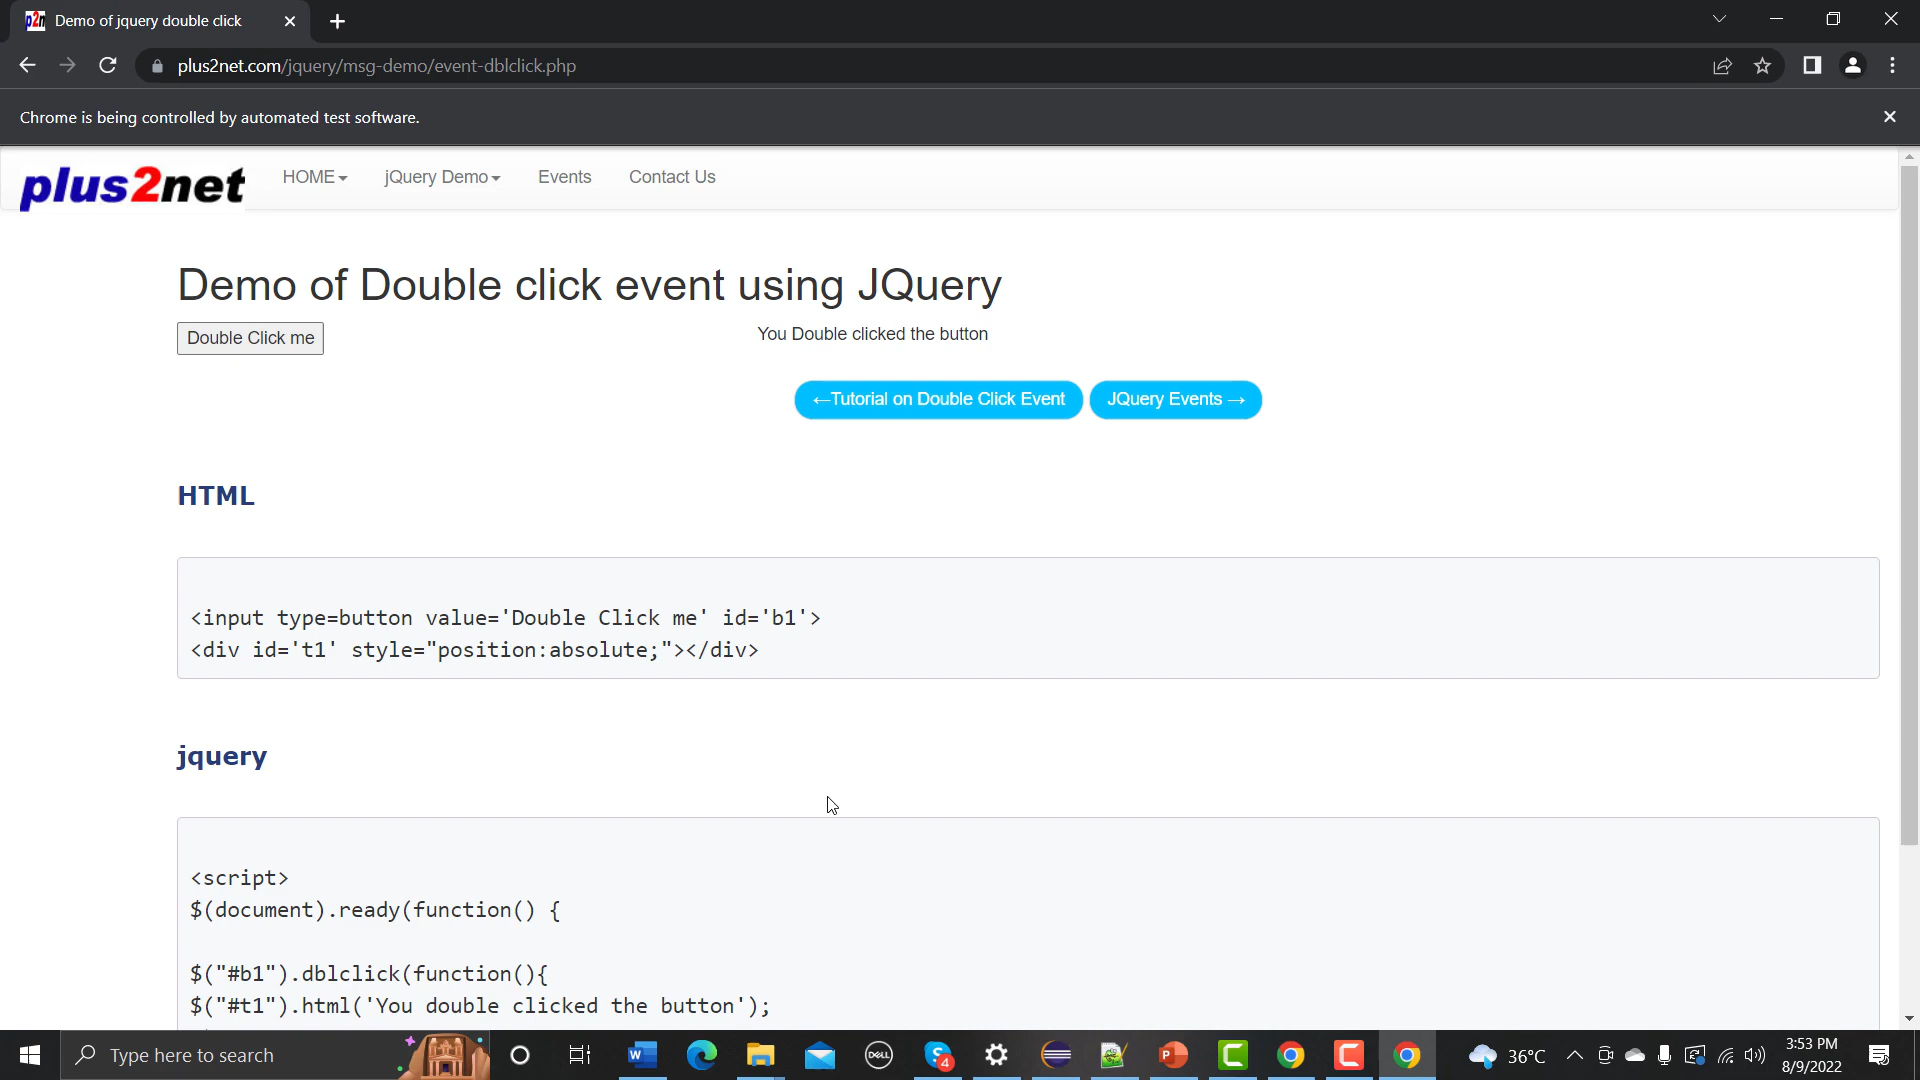 Demo of jquery double click
plus2net.com/jquery/msg-demo/event-dblclick.php
Chrome is being controlled by automated test software.
plus2net HOME jQuery Demo Events Contact Us
Demo of Double click event using JQuery
Double Click me You Double clicked the button
←Tutorial on Double Click Event JQuery Events →
HTML
<input type=button value='Double Click me' id='b1'>
<div id='t1' style="position:absolute;"></div>
jquery
<script>
$(document).ready(function() {
$("#b1").dblclick(function(){
$("#t1").html('You double clicked the button');
Type here to search
36°C
3:53 PM
8/9/2022